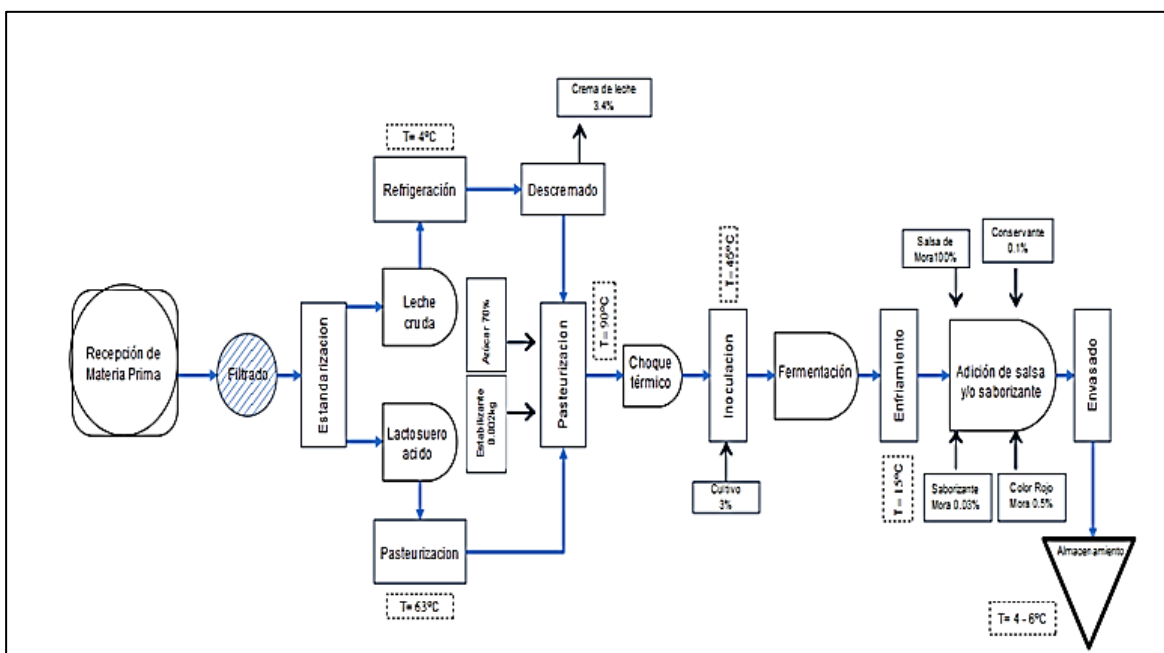 Crema de leche
3.4%
T= 4ºC
Refrigeración
Descremado
Recepción de
Materia Prima
Filtrado
Estandarizacion
Leche
cruda
Lactosuero
acido
Pasteurizacion
T= 63ºC
Azúcar 70%
Estabilizante
0.002kg
Pasteurizacion
T= 90ºC
Choque
térmico
T= 45ºC
Inoculacion
Cultivo
3%
Fermentación
Enfriamiento
T= 15ºC
Salsa de
Mora100%
Conservante
0.1%
Adición de salsa
y/o saborizante
Saborizante
Mora 0.03%
Color Rojo
Mora 0.5%
Envasado
Almacenamiento
T= 4 - 6ºC